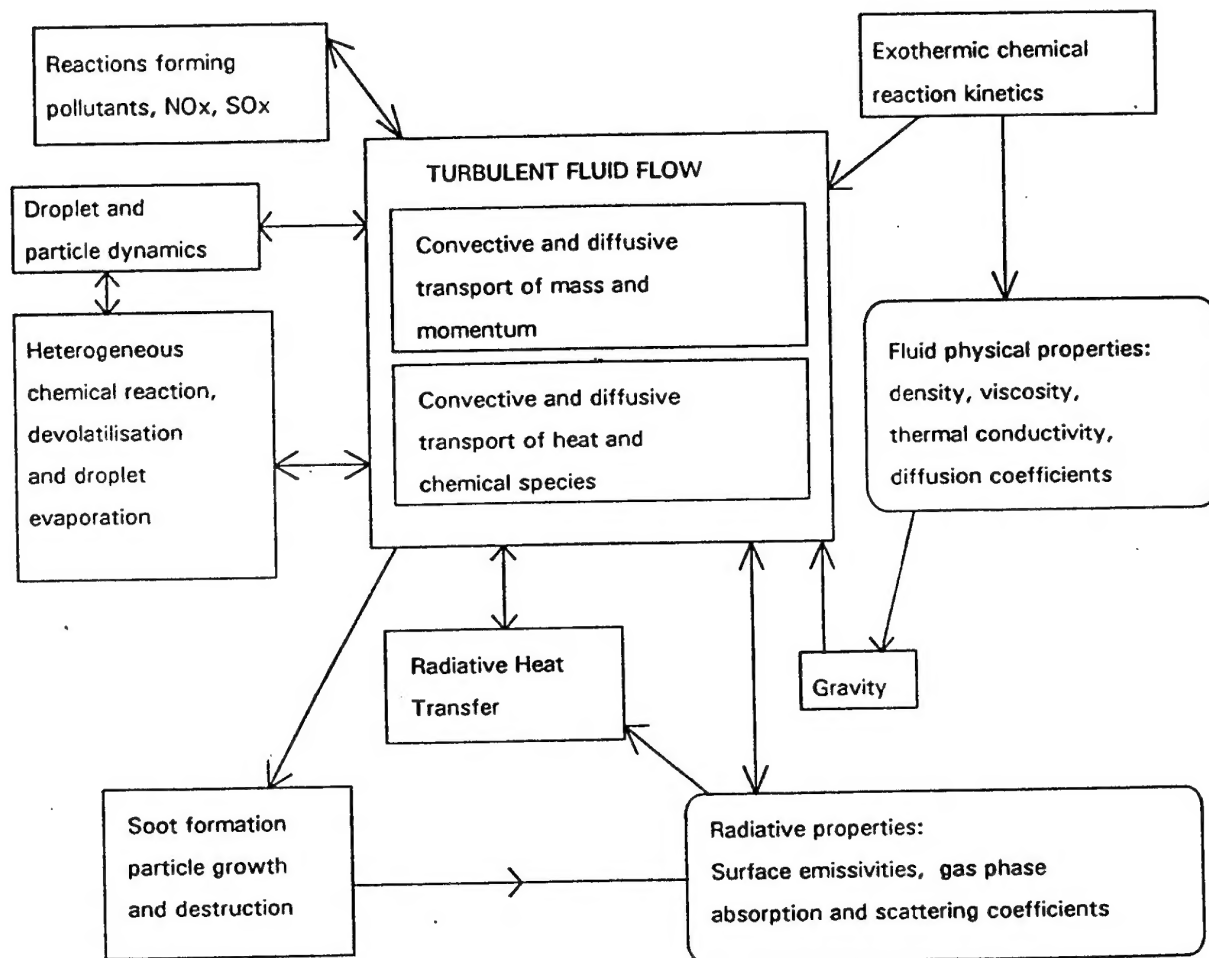 Reactions forming
pollutants, NOx, SOx
Exothermic chemical
reaction kinetics
TURBULENT FLUID FLOW
Droplet and
particle dynamics
Convective and diffusive
transport of mass and
momentum
Heterogeneous
chemical reaction,
devolatilisation
and droplet
evaporation
Convective and diffusive
transport of heat and
chemical species
Fluid physical properties:
density, viscosity,
thermal conductivity,
diffusion coefficients
Radiative Heat
Transfer
Gravity
Soot formation
particle growth
and destruction
Radiative properties:
Surface emissivities, gas phase
absorption and scattering coefficients